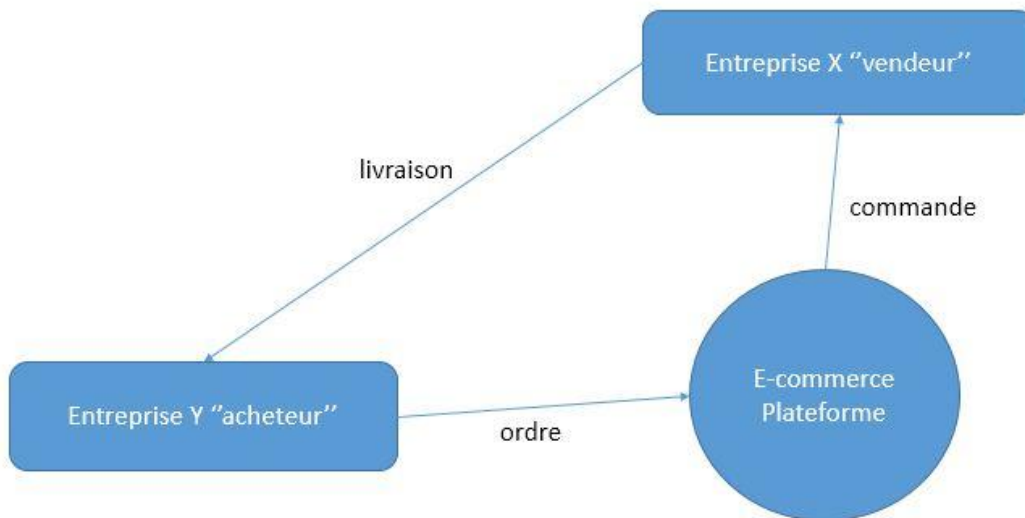 Entreprise X ‘’vendeur’’
livraison
commande
E-commerce
Plateforme
Entreprise Y ‘’acheteur’’
ordre